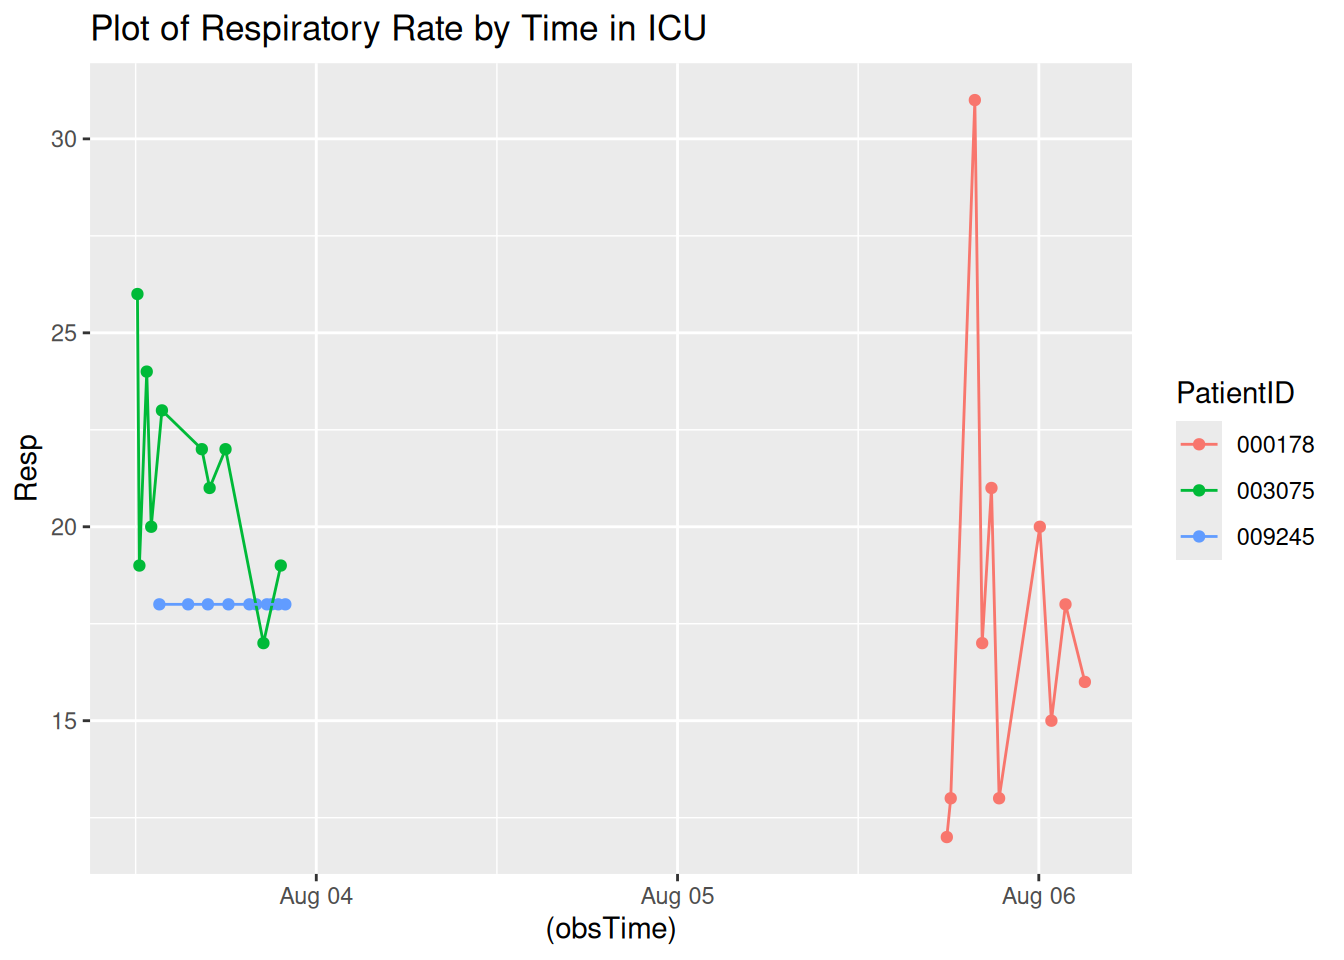 Plot of Respiratory Rate by Time in ICU
30
25
20
15
Resp
Aug 04
Aug 05
Aug 06
(obsTime)
PatientID
000178
003075
009245